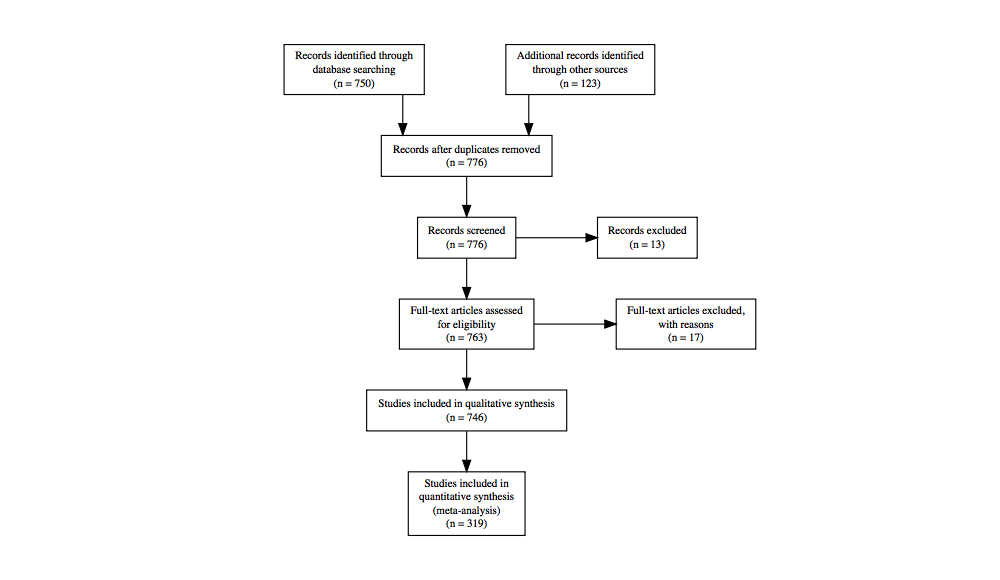 Records identified through
database searching
(n = 750)
Additional records identified
through other sources
(n = 123)
Records after duplicates removed
(n = 776)
Records screened
(n = 776)
Records excluded
(n = 13)
Full-text articles assessed
for eligibility
(n = 763)
Full-text articles excluded,
with reasons
(n = 17)
Studies included in qualitative synthesis
(n = 746)
Studies included in
quantitative synthesis
(meta-analysis)
(n = 319)